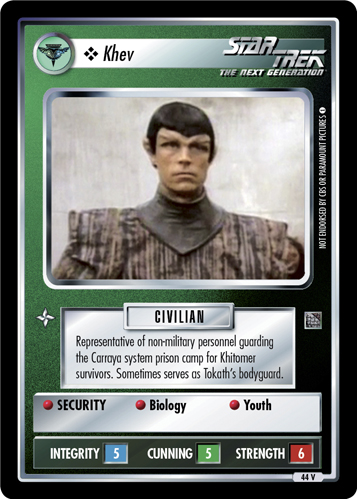 Khev
STAR TREK
THE NEXT GENERATION
NOT ENDORSED BY CBS OR PARAMOUNT PICTURES
CIVILIAN
Representative of non-military personnel guarding
the Carraya system prison camp for Khitomer
survivors. Sometimes serves as Tokath's bodyguard.
SECURITY Biology Youth
INTEGRITY 5 CUNNING 5 STRENGTH 6
44 V